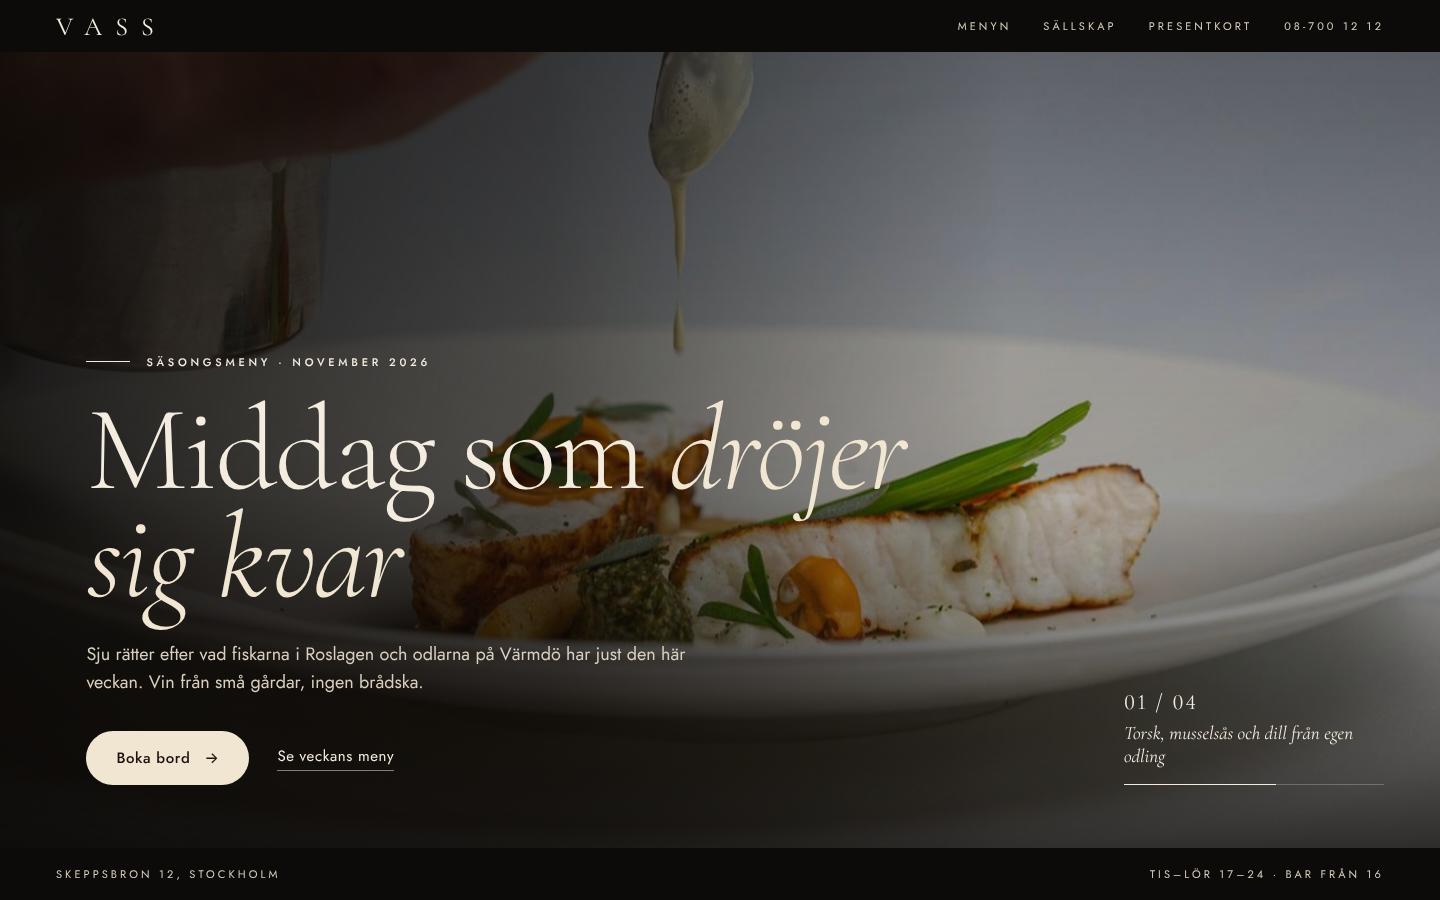 VASS
MENYN
SÄLLSKAP
PRESENTKORT
08-700 12 12
SÄSONGSMENY · NOVEMBER 2026
Middag som dröjer
sig kvar
Sju rätter efter vad fiskarna i Roslagen och odlarna på Värmdö har just den här
veckan. Vin från små gårdar, ingen brådska.
Boka bord →
Se veckans meny
01 / 04
Torsk, musselsås och dill från egen
odling
SKEPPSBRON 12, STOCKHOLM
TIS–LÖR 17–24 · BAR FRÅN 16